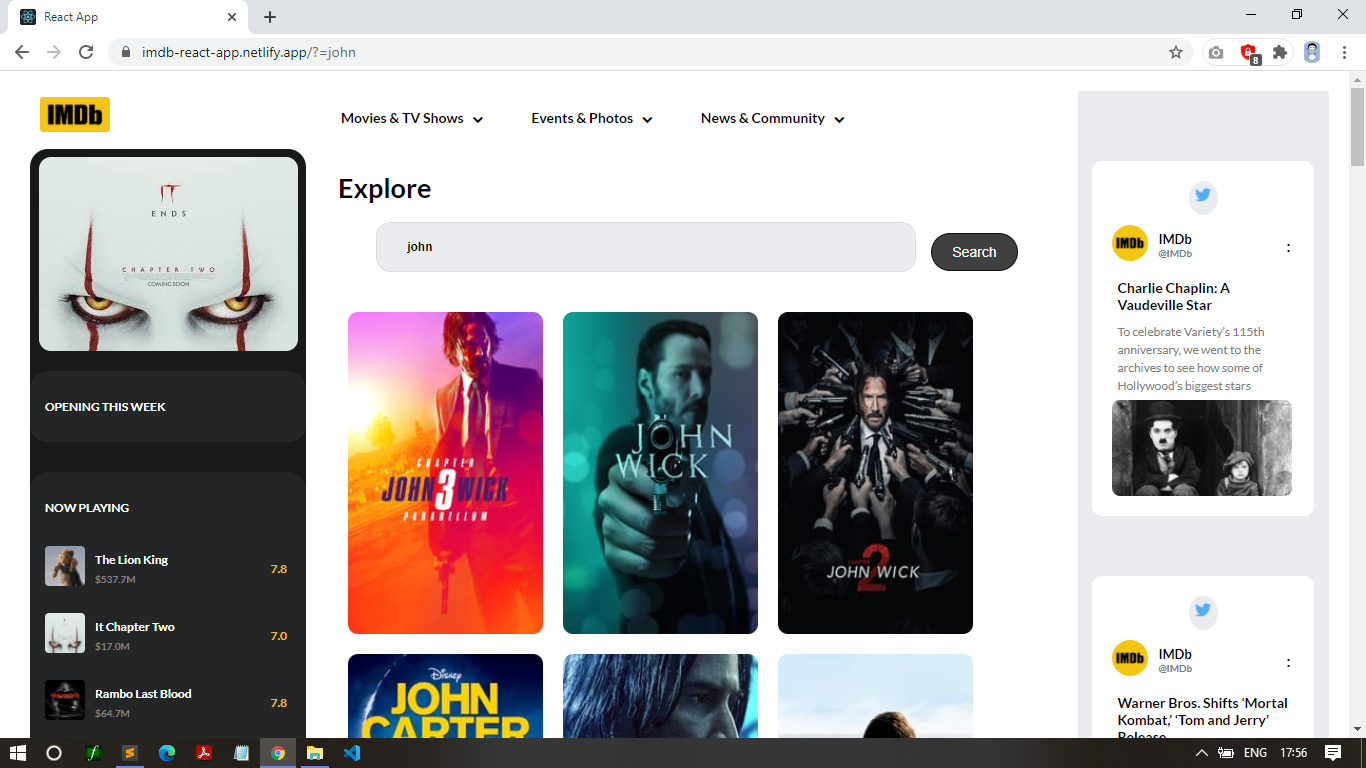 React App
imdb-react-app.netlify.app/?=john
8
IMDb
Movies & TV Shows
Events & Photos
News & Community
IT
ENDS
CHAPTER TWO
COMING SOON
OPENING THIS WEEK
NOW PLAYING
The Lion King
$537.7M
7.8
It Chapter Two
$17.0M
7.0
Rambo Last Blood
$64.7M
7.8
Explore
john
Search
CHAPTER
JOHN 3 WICK
PARABELLUM
JOHN
WICK
CHAPTER
2
JOHN WICK
Disney
JOHN
CARTER
IMDb
IMDb
@IMDb
Charlie Chaplin: A
Vaudeville Star
To celebrate Variety’s 115th
anniversary, we went to the
archives to see how some of
Hollywood’s biggest stars
IMDb
IMDb
@IMDb
Warner Bros. Shifts ‘Mortal
Kombat,’ ‘Tom and Jerry’
Release
ENG
17:56